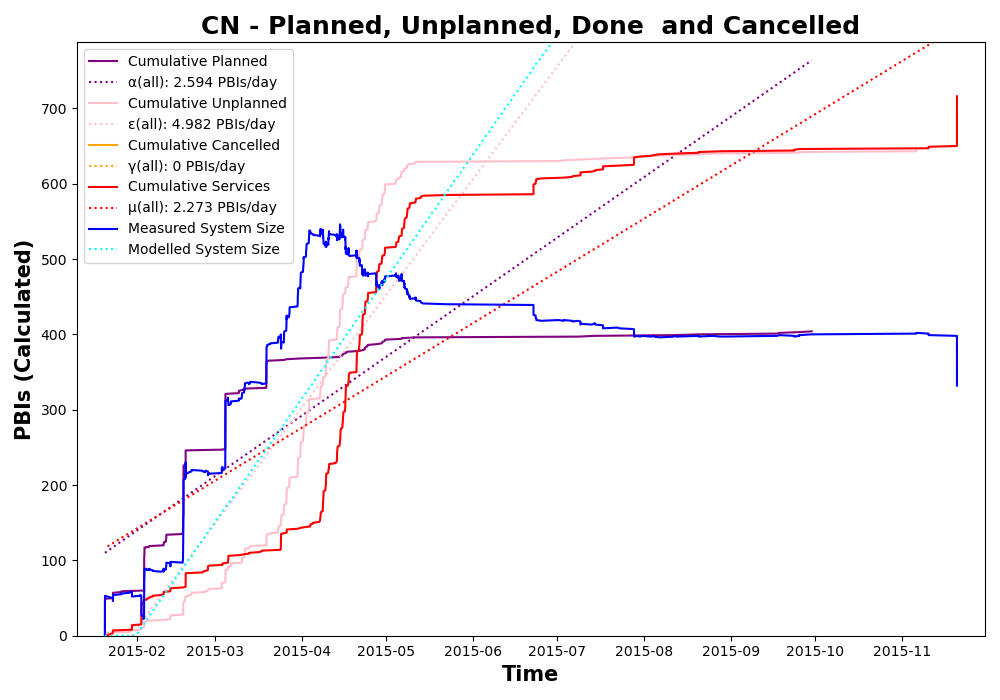 CN - Planned, Unplanned, Done  and Cancelled
Cumulative Planned
α(all): 2.594 PBIs/day
Cumulative Unplanned
ε(all): 4.982 PBIs/day
Cumulative Cancelled
γ(all): 0 PBIs/day
Cumulative Services
μ(all): 2.273 PBIs/day
Measured System Size
Modelled System Size
PBIs (Calculated)
700
600
500
400
300
200
100
0
2015-02 2015-03 2015-04 2015-05 2015-06 2015-07 2015-08 2015-09 2015-10 2015-11
Time